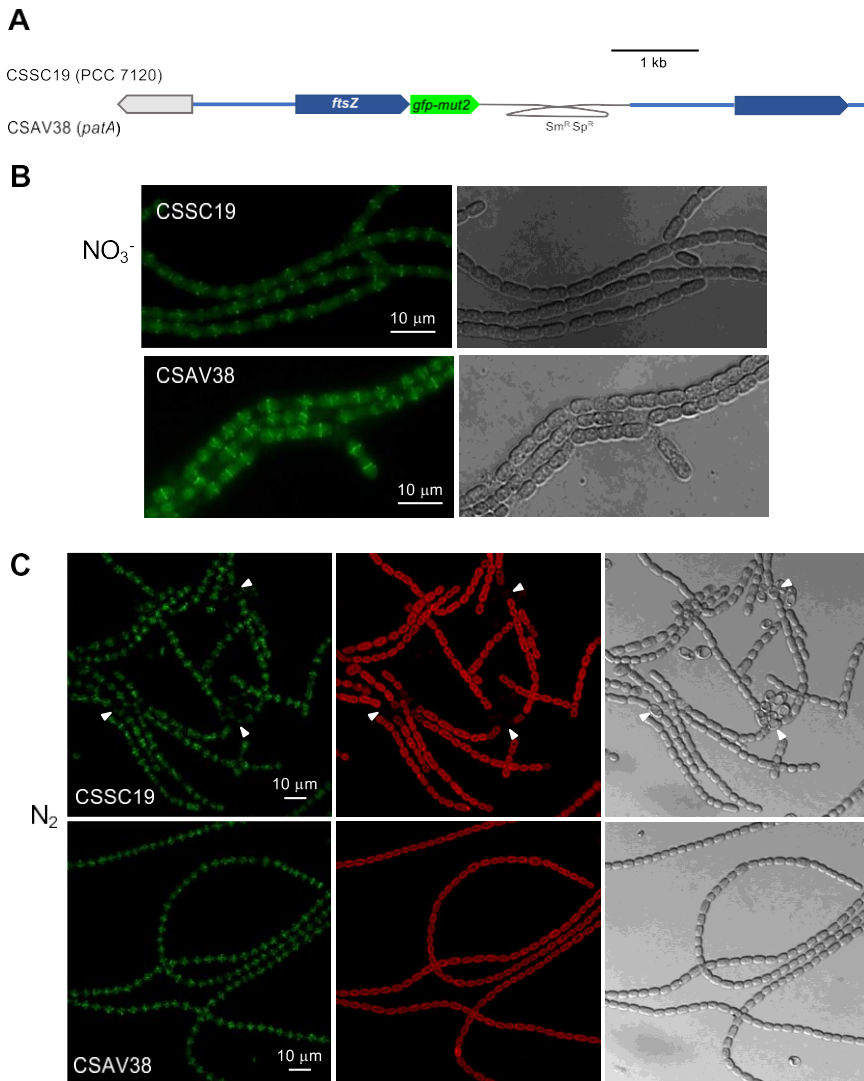 A
1 kb
CSSC19 (PCC 7120)
ftsZ
gfp-mut2
CSAV38 (patA)
Smᴿ Spᴿ
B
CSSC19
NO₃⁻
10 μm
CSAV38
10 μm
C
CSSC19
10 μm
N₂
CSAV38
10 μm